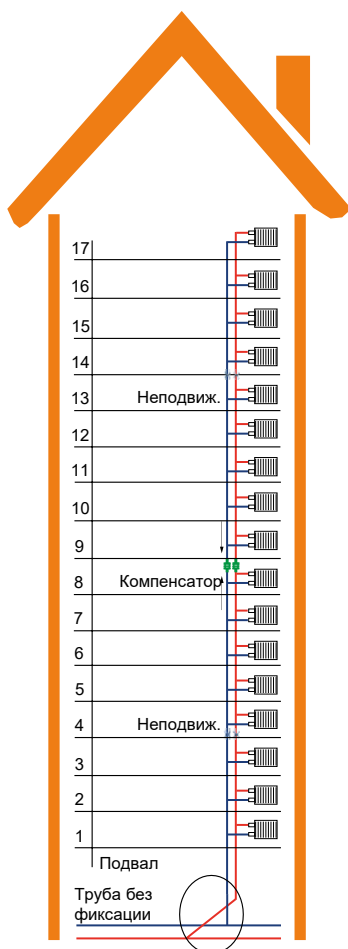 17
16
15
14
13
Неподвиж.
12
11
10
9
8
Компенсатор
7
6
5
4
Неподвиж.
3
2
1
Подвал
Труба без
фиксации